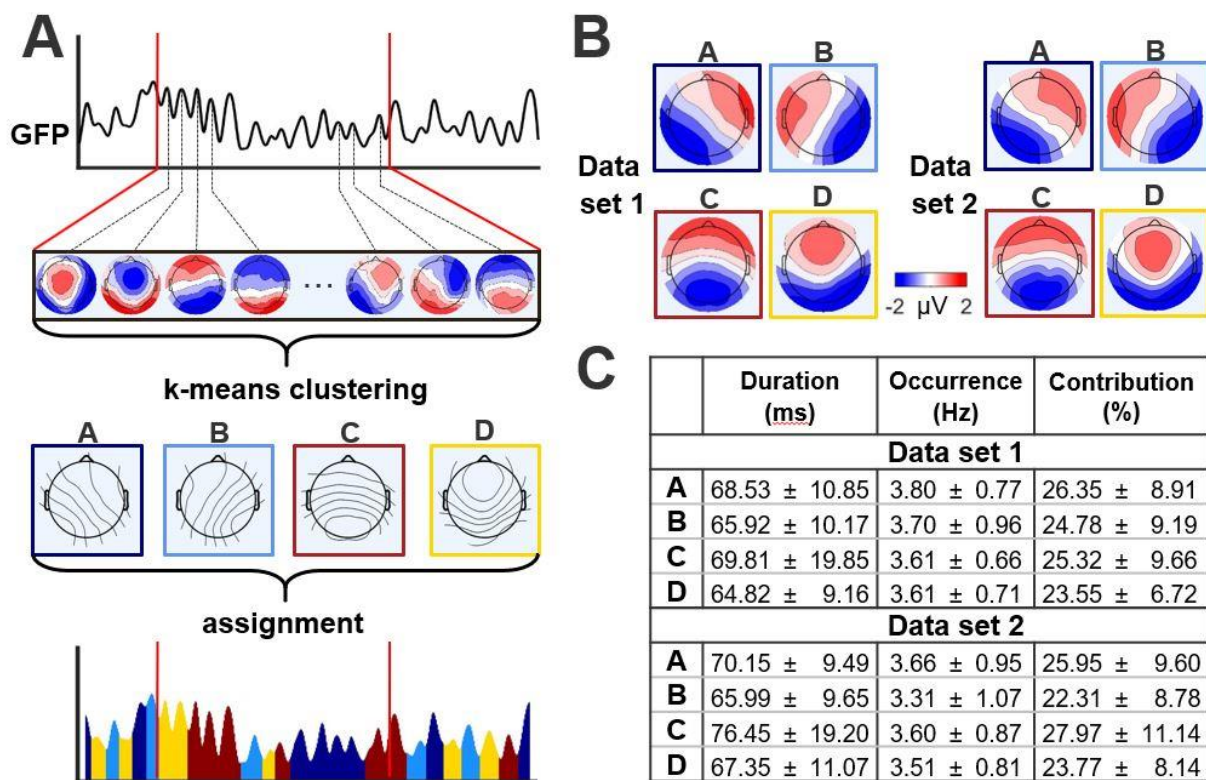 A
GFP
...
k-means clustering
A B C D
assignment
B
A B A B
Data set 1
Data set 2
C D C D
-2 µV 2
C
Duration (ms) Occurrence (Hz) Contribution (%)
Data set 1
A 68.53 ± 10.85 3.80 ± 0.77 26.35 ± 8.91
B 65.92 ± 10.17 3.70 ± 0.96 24.78 ± 9.19
C 69.81 ± 19.85 3.61 ± 0.66 25.32 ± 9.66
D 64.82 ± 9.16 3.61 ± 0.71 23.55 ± 6.72
Data set 2
A 70.15 ± 9.49 3.66 ± 0.95 25.95 ± 9.60
B 65.99 ± 9.65 3.31 ± 1.07 22.31 ± 8.78
C 76.45 ± 19.20 3.60 ± 0.87 27.97 ± 11.14
D 67.35 ± 11.07 3.51 ± 0.81 23.77 ± 8.14